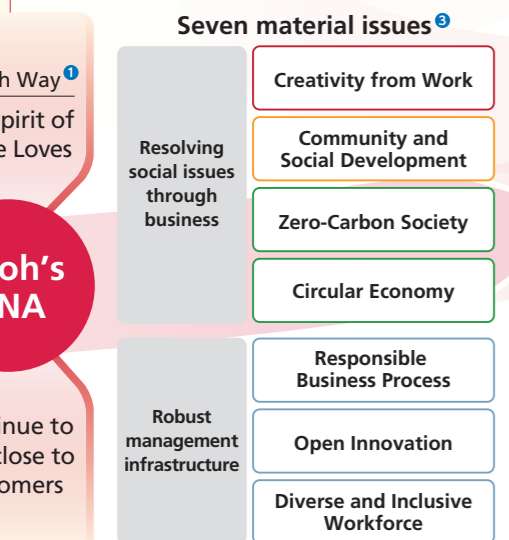 Seven material issues3
h Way1
pirit of
e Loves
oh's
NA
inue to
close to
omers
Resolving
social issues
through
business
Creativity from Work
Community and
Social Development
Zero-Carbon Society
Circular Economy
Robust
management
infrastructure
Responsible
Business Process
Open Innovation
Diverse and Inclusive
Workforce